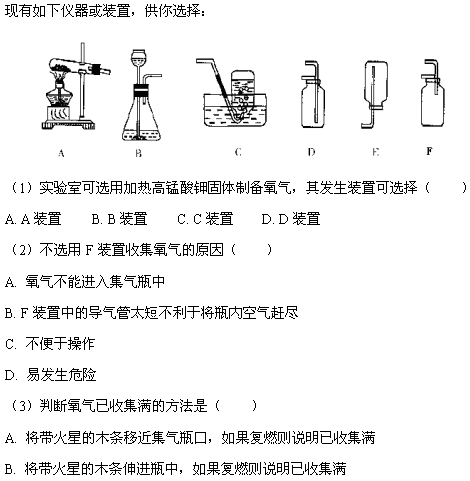 现有如下仪器或装置，供你选择：
A B C D E F
（1）实验室可选用加热高锰酸钾固体制备氧气，其发生装置可选择（ ）
A. A 装置 B. B 装置 C. C 装置 D. D 装置
（2）不选用 F 装置收集氧气的原因（ ）
A. 氧气不能进入集气瓶中
B. F 装置中的导气管太短不利于将瓶内空气赶尽
C. 不便于操作
D. 易发生危险
（3）判断氧气已收集满的方法是（ ）
A. 将带火星的木条移近集气瓶口，如果复燃则说明已收集满
B. 将带火星的木条伸进瓶中，如果复燃则说明已收集满